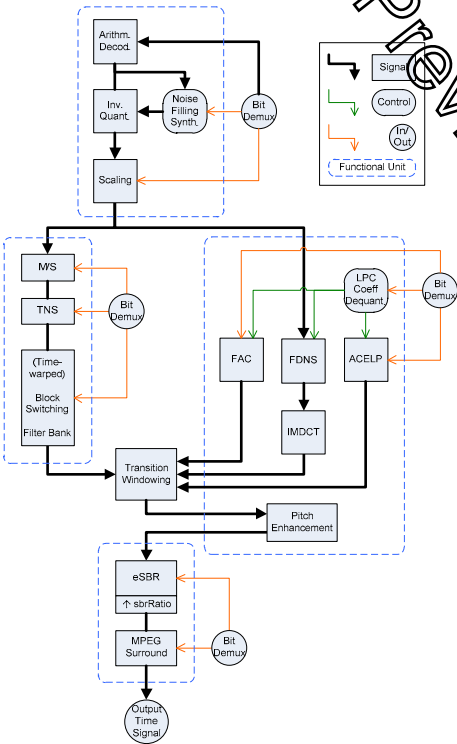 Arithm.
Decod.
Inv.
Quant.
Noise
Filling
Synth.
Bit
Demux
Scaling
Signal
Control
In/
Out
Functional Unit
M/S
TNS
Bit
Demux
(Time-
warped)
Block
Switching
Filter Bank
LPC
Coeff
Dequant.
Bit
Demux
FAC
FDNS
ACELP
IMDCT
Transition
Windowing
Pitch
Enhancement
eSBR
↑ sbrRatio
MPEG
Surround
Bit
Demux
Output
Time
Signal